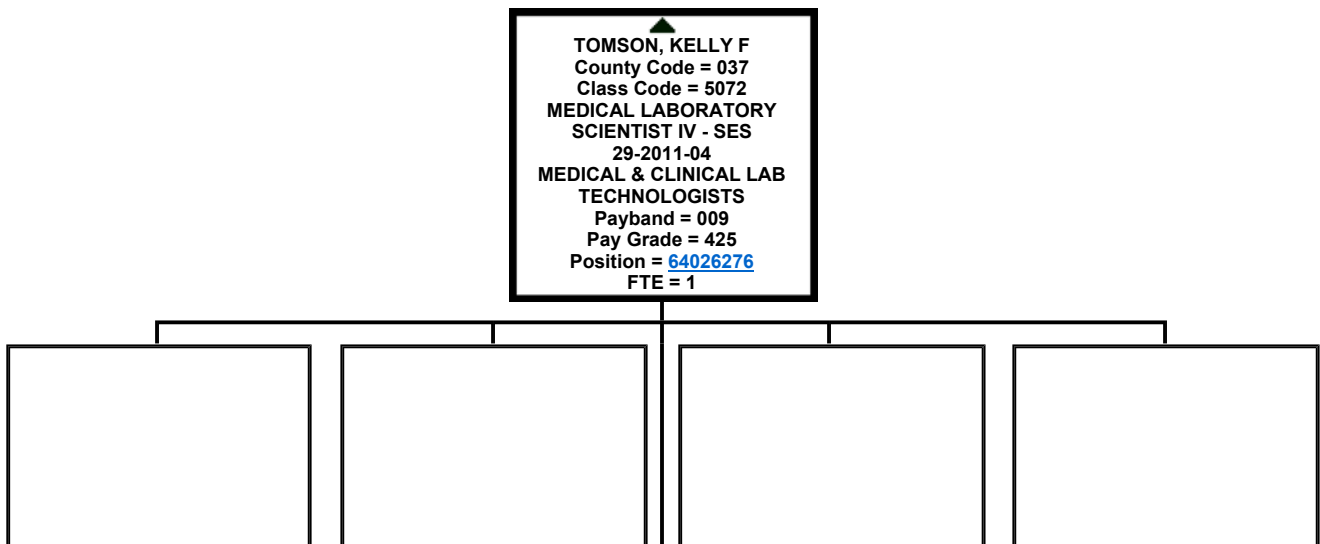 TOMSON, KELLY F
County Code = 037
Class Code = 5072
MEDICAL LABORATORY
SCIENTIST IV - SES
29-2011-04
MEDICAL & CLINICAL LAB
TECHNOLOGISTS
Payband = 009
Pay Grade = 425
Position = 64026276
FTE = 1